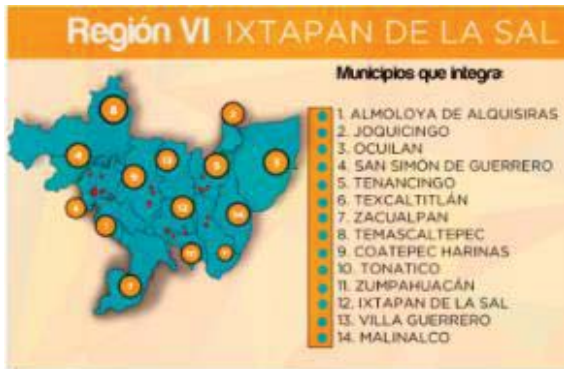 Región VI IXTAPAN DE LA SAL
Municipios que integra:
1. ALMOLOYA DE ALQUISIRAS
2. JOQUICINGO
3. OCUILAN
4. SAN SIMÓN DE GUERRERO
5. TENANCINGO
6. TEXCALTITLÁN
7. ZACUALPAN
8. TEMASCALTEPEC
9. COATEPEC HARINAS
10. TONATICO
11. ZUMPAHUACÁN
12. IXTAPAN DE LA SAL
13. VILLA GUERRERO
14. MALINALCO